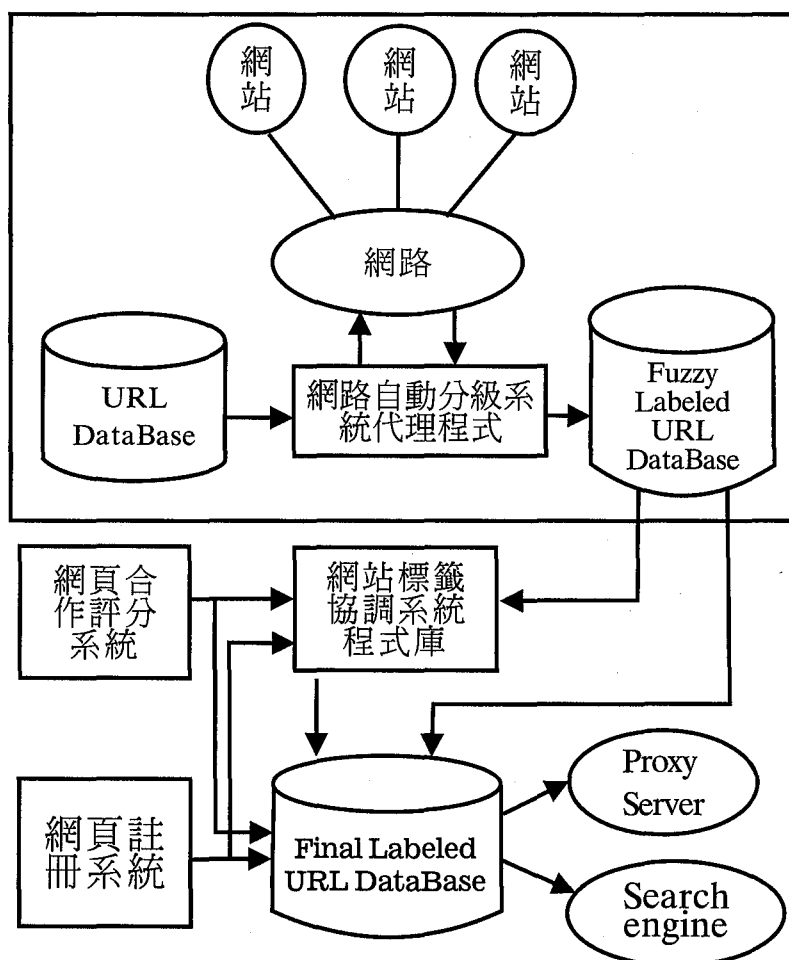 網
站
網
站
網
站
網路
URL
DataBase
網路自動分級系
統代理程式
Fuzzy
Labeled
URL
DataBase
網頁合
作評分
系統
網站標籤
協調系統
程式庫
網頁註
冊系統
Final Labeled
URL DataBase
Proxy
Server
Search
engine